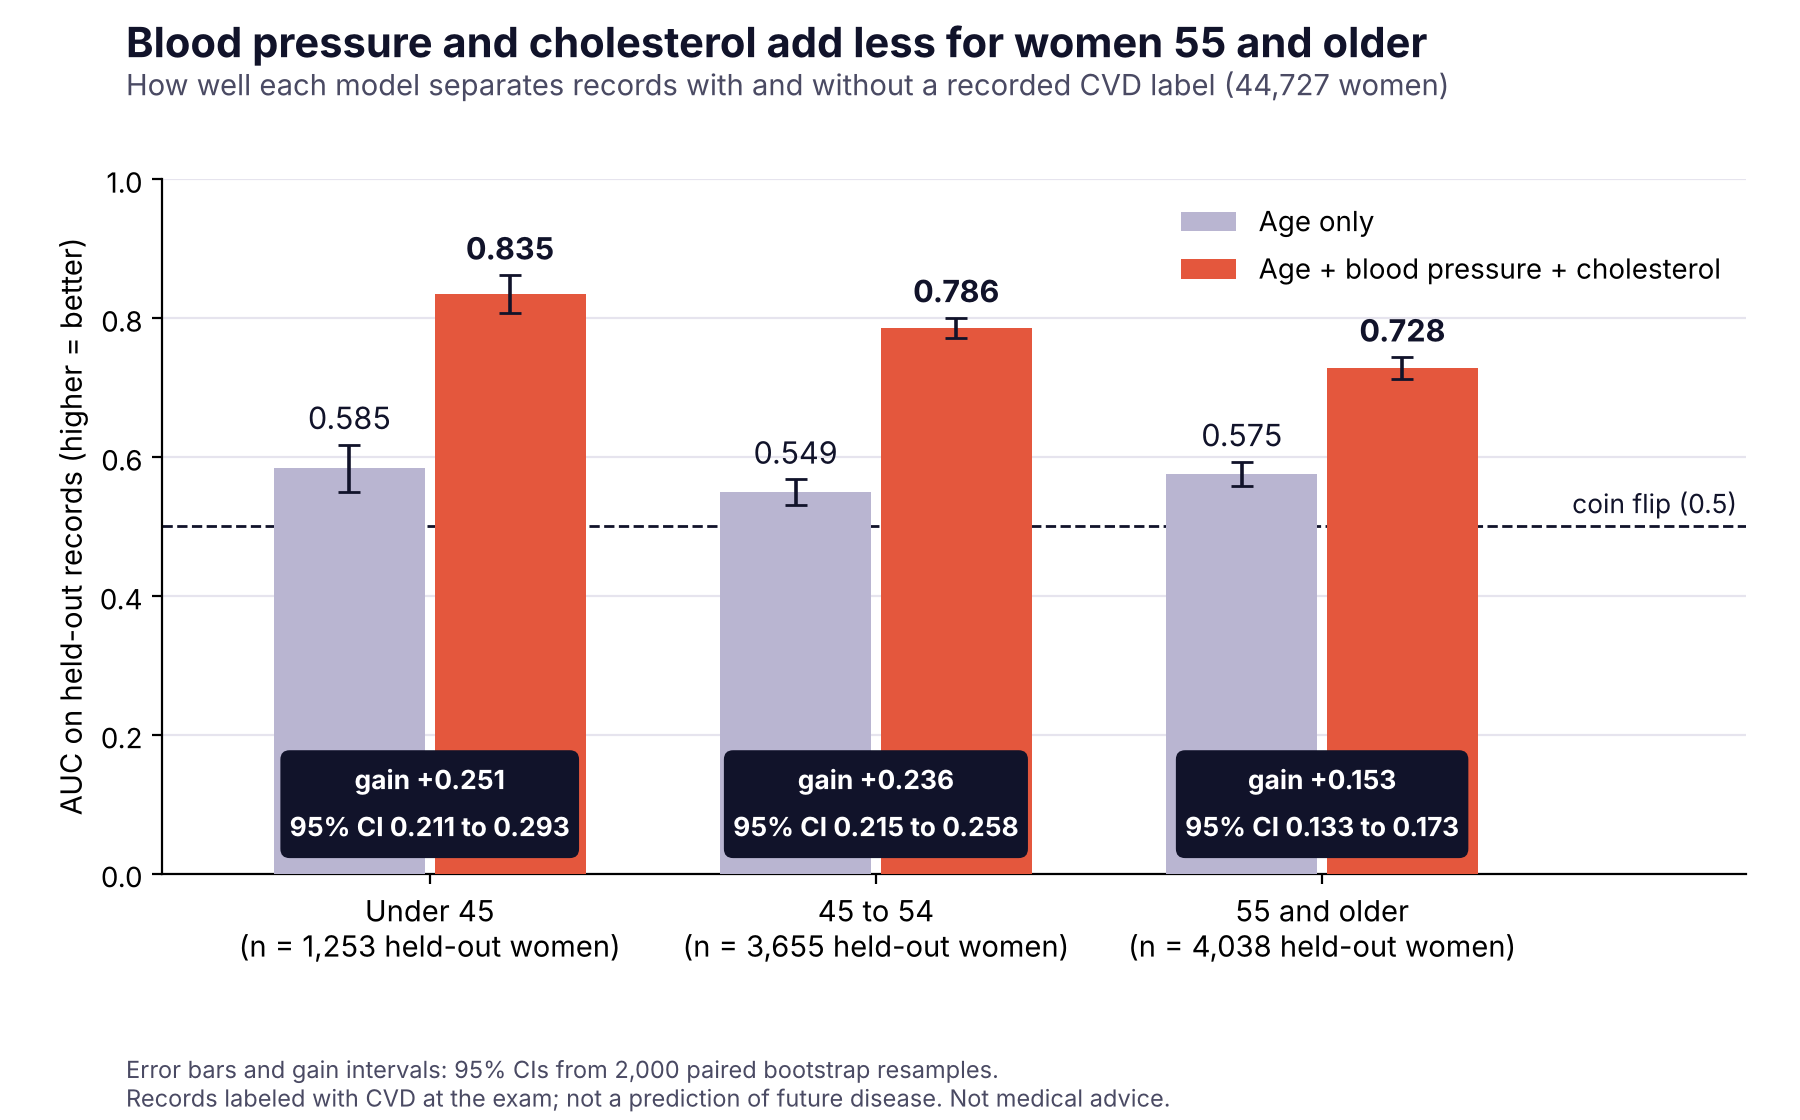 Blood pressure and cholesterol add less for women 55 and older
How well each model separates records with and without a recorded CVD label (44,727 women)
AUC on held-out records (higher = better)
1.0
0.8
0.6
0.4
0.2
0.0
Age only
Age + blood pressure + cholesterol
0.585
0.835
0.549
0.786
0.575
0.728
coin flip (0.5)
gain +0.251
95% CI 0.211 to 0.293
gain +0.236
95% CI 0.215 to 0.258
gain +0.153
95% CI 0.133 to 0.173
Under 45
(n = 1,253 held-out women)
45 to 54
(n = 3,655 held-out women)
55 and older
(n = 4,038 held-out women)
Error bars and gain intervals: 95% CIs from 2,000 paired bootstrap resamples.
Records labeled with CVD at the exam; not a prediction of future disease. Not medical advice.